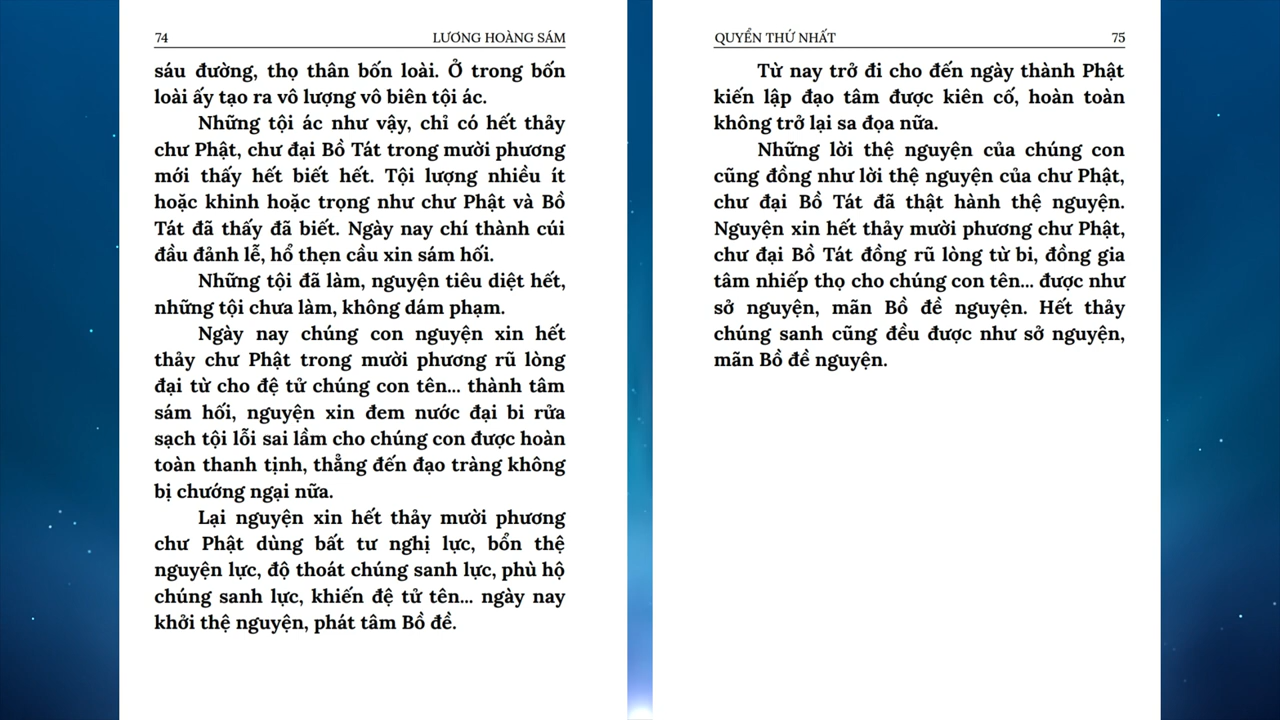 74
LƯƠNG HOÀNG SÁM
sáu đường, thọ thân bốn loài. Ở trong bốn
loài ấy tạo ra vô lượng vô biên tội ác.
Những tội ác như vậy, chỉ có hết thảy
chư Phật, chư đại Bồ Tát trong mười phương
mới thấy hết biết hết. Tội lượng nhiều ít
hoặc khinh hoặc trọng như chư Phật và Bồ
Tát đã thấy đã biết. Ngày nay chí thành cúi
đầu đảnh lễ, hổ thẹn cầu xin sám hối.
Những tội đã làm, nguyện tiêu diệt hết,
những tội chưa làm, không dám phạm.
Ngày nay chúng con nguyện xin hết
thảy chư Phật trong mười phương rũ lòng
đại từ cho đệ tử chúng con tên... thành tâm
sám hối, nguyện xin đem nước đại bi rửa
sạch tội lỗi sai lầm cho chúng con được hoàn
toàn thanh tịnh, thẳng đến đạo tràng không
bị chướng ngại nữa.
Lại nguyện xin hết thảy mười phương
chư Phật dùng bất tư nghị lực, bổn thệ
nguyện lực, độ thoát chúng sanh lực, phù hộ
chúng sanh lực, khiến đệ tử tên... ngày nay
khởi thệ nguyện, phát tâm Bồ đề.
QUYỂN THỨ NHẤT
75
Từ nay trở đi cho đến ngày thành Phật
kiến lập đạo tâm được kiên cố, hoàn toàn
không trở lại sa đọa nữa.
Những lời thệ nguyện của chúng con
cũng đồng như lời thệ nguyện của chư Phật,
chư đại Bồ Tát đã thật hành thệ nguyện.
Nguyện xin hết thảy mười phương chư Phật,
chư đại Bồ Tát đồng rũ lòng từ bi, đồng gia
tâm nhiếp thọ cho chúng con tên... được như
sở nguyện, mãn Bồ đề nguyện. Hết thảy
chúng sanh cũng đều được như sở nguyện,
mãn Bồ đề nguyện.